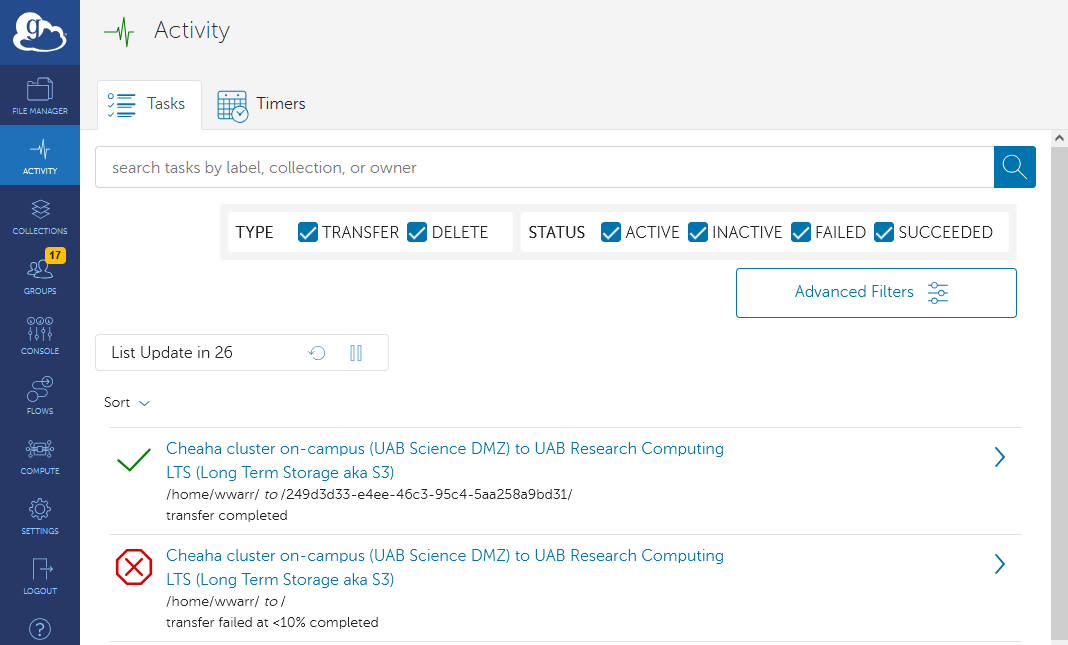 g
Activity
FILE MANAGER
Tasks
Timers
ACTIVITY
search tasks by label, collection, or owner
COLLECTIONS
TYPE TRANSFER DELETE STATUS ACTIVE INACTIVE FAILED SUCCEEDED
17
GROUPS
Advanced Filters
CONSOLE
List Update in 26
FLOWS
Sort
COMPUTE
Cheaha cluster on-campus (UAB Science DMZ) to UAB Research Computing
LTS (Long Term Storage aka S3)
/home/wwarr/ to /249d3d33-e4ee-46c3-95c4-5aa258a9bd31/
transfer completed
SETTINGS
Cheaha cluster on-campus (UAB Science DMZ) to UAB Research Computing
LTS (Long Term Storage aka S3)
/home/wwarr/ to /
transfer failed at <10% completed
LOGOUT
?